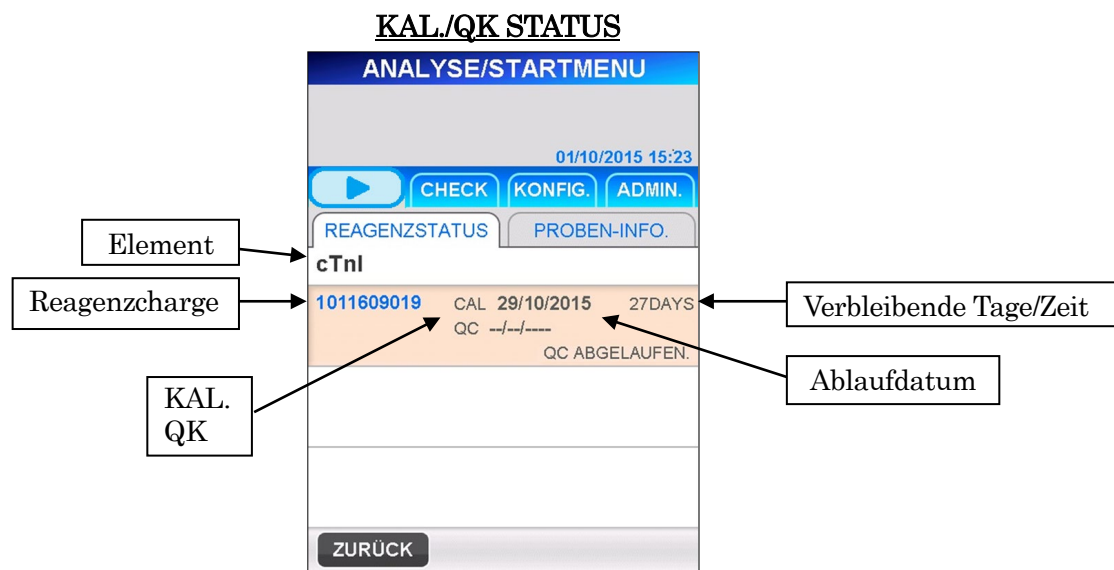 KAL./QK STATUS
ANALYSE/STARTMENU
01/10/2015 15:23
CHECK KONFIG. ADMIN.
REAGENZSTATUS PROBEN-INFO.
Element
cTnI
Reagenzcharge
1011609019 CAL 29/10/2015 27DAYS
Verbleibende Tage/Zeit
QC --/--/----
QC ABGELAUFEN.
Ablaufdatum
KAL.
QK
ZURÜCK